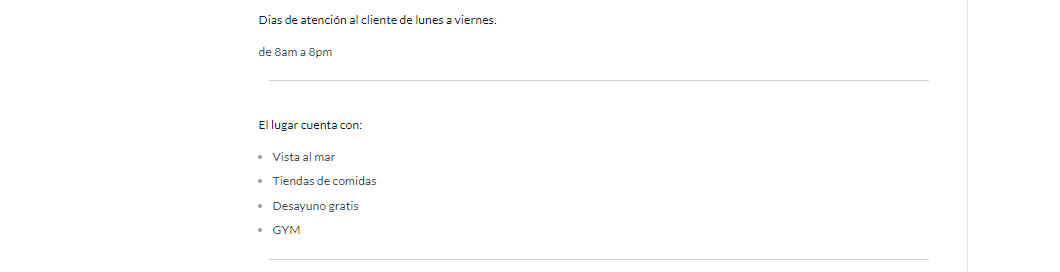 Dias de atención al cliente de lunes a viernes.
de 8am a 8pm
El lugar cuenta con:
Vista al mar
Tiendas de comidas
Desayuno gratis
GYM